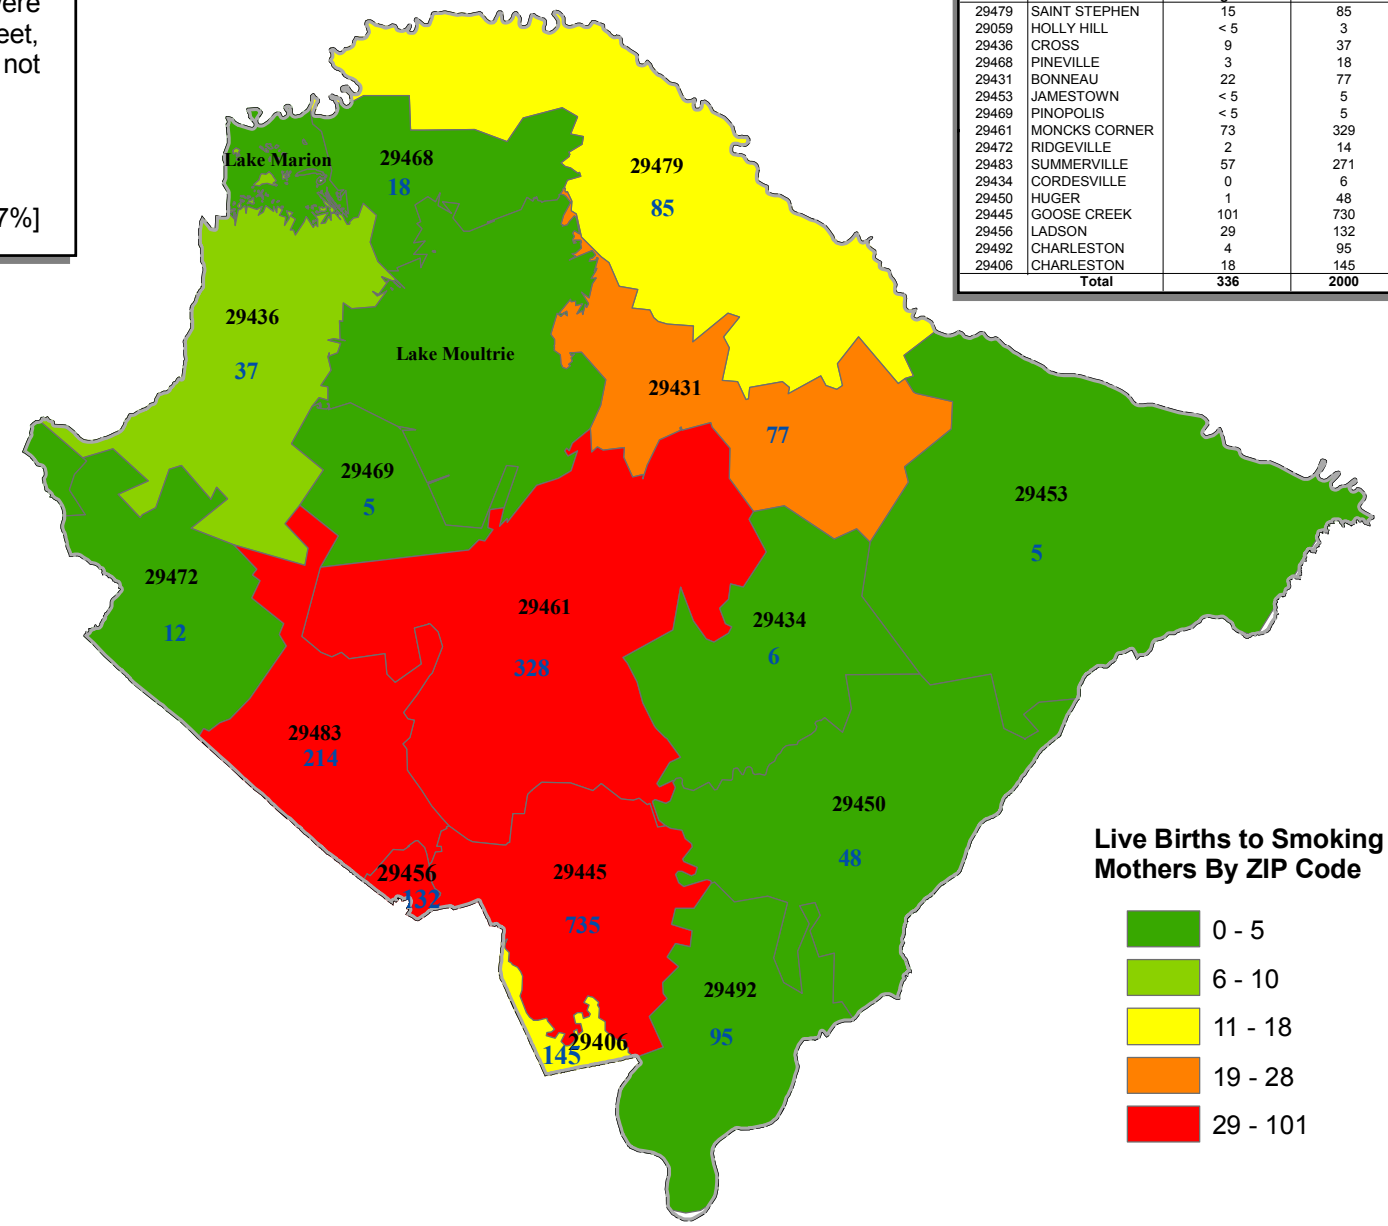 were
eet,
not
7%]
29479 SAINT STEPHEN 15 85
29059 HOLLY HILL < 5 3
29436 CROSS 9 37
29468 PINEVILLE 3 18
29431 BONNEAU 22 77
29453 JAMESTOWN < 5 5
29469 PINOPOLIS < 5 5
29461 MONCKS CORNER 73 329
29472 RIDGEVILLE 2 14
29483 SUMMERVILLE 57 271
29434 CORDESVILLE 0 6
29450 HUGER 1 48
29445 GOOSE CREEK 101 730
29456 LADSON 29 132
29492 CHARLESTON 4 95
29406 CHARLESTON 18 145
Total 336 2000
Lake Marion
29468
18
29479
85
29436
37
Lake Moultrie
29431
77
29469
5
29453
5
29472
12
29461
328
29434
6
29483
214
29450
48
29456
132
29445
735
29492
95
29406
145
Live Births to Smoking
Mothers By ZIP Code
0 - 5
6 - 10
11 - 18
19 - 28
29 - 101